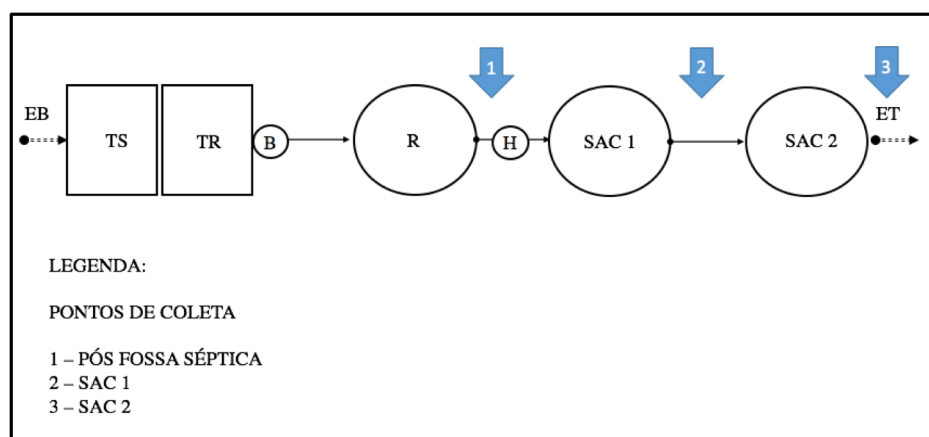 1
2
3
EB
ET
TS
TR
B
R
H
SAC 1
SAC 2
LEGENDA:
PONTOS DE COLETA
1 – PÓS FOSSA SÉPTICA
2 – SAC 1
3 – SAC 2